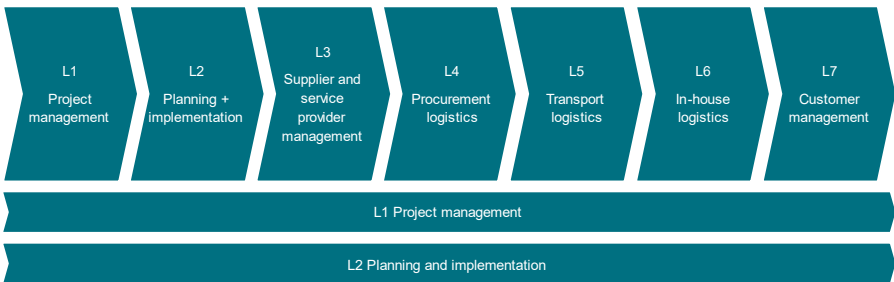 L1
Project
management
L2
Planning +
implementation
L3
Supplier and
service
provider
management
L4
Procurement
logistics
L5
Transport
logistics
L6
In-house
logistics
L7
Customer
management
L1 Project management
L2 Planning and implementation